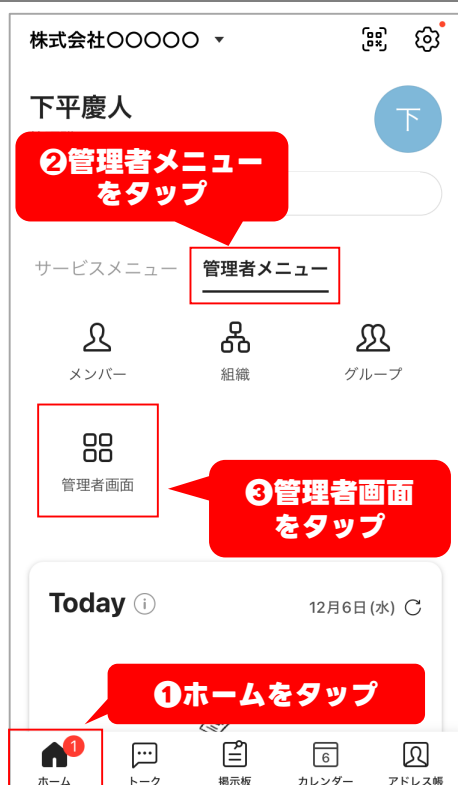 株式会社○○○○○
下平慶人
下
❷管理者メニュー
をタップ
サービスメニュー
管理者メニュー
メンバー
組織
グループ
管理者画面
❸管理者画面
をタップ
Today
12月6日(水)
❶ホームをタップ
1
6
ホーム
トーク
掲示板
カレンダー
アドレス帳